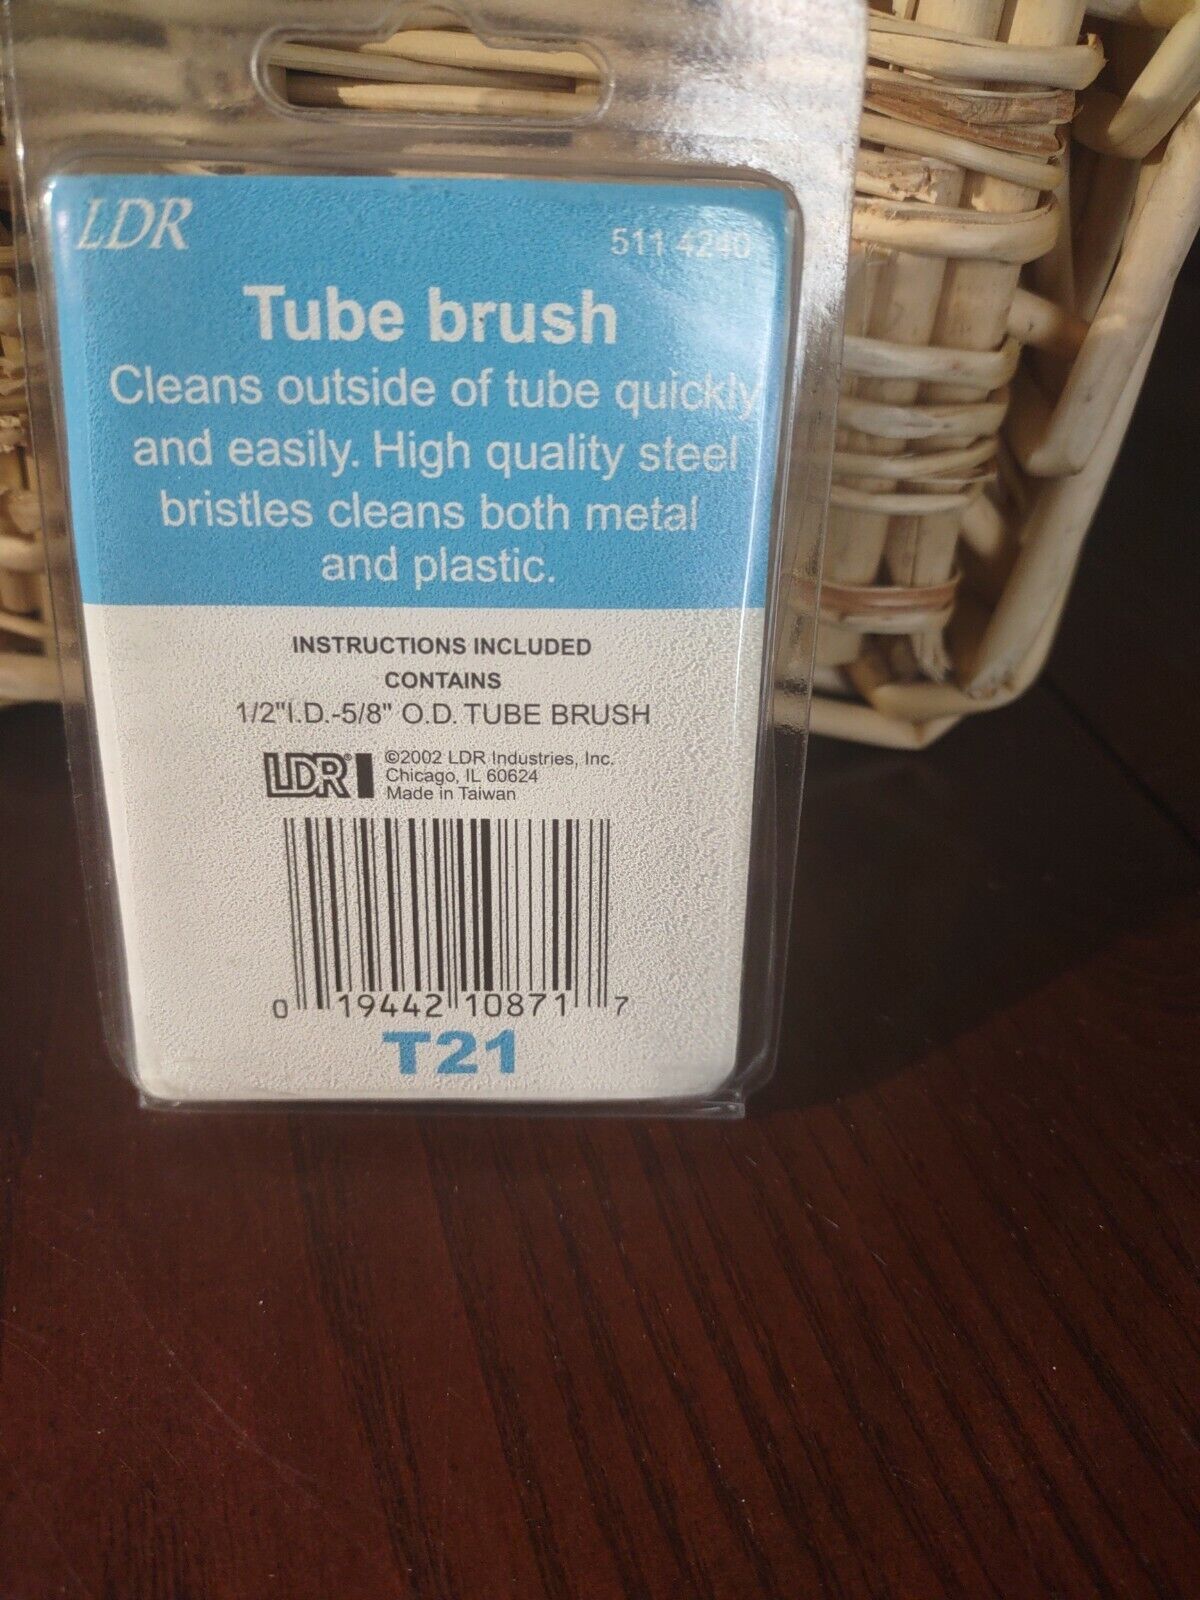 LDR
511 4240
Tube brush
Cleans outside of tube quickly
and easily. High quality steel
bristles cleans both metal
and plastic.
INSTRUCTIONS INCLUDED
CONTAINS
1/2"I.D.-5/8" O.D. TUBE BRUSH
LDR® ©2002 LDR Industries, Inc.
Chicago, IL 60624
Made in Taiwan
0 19442 10871 7
T21